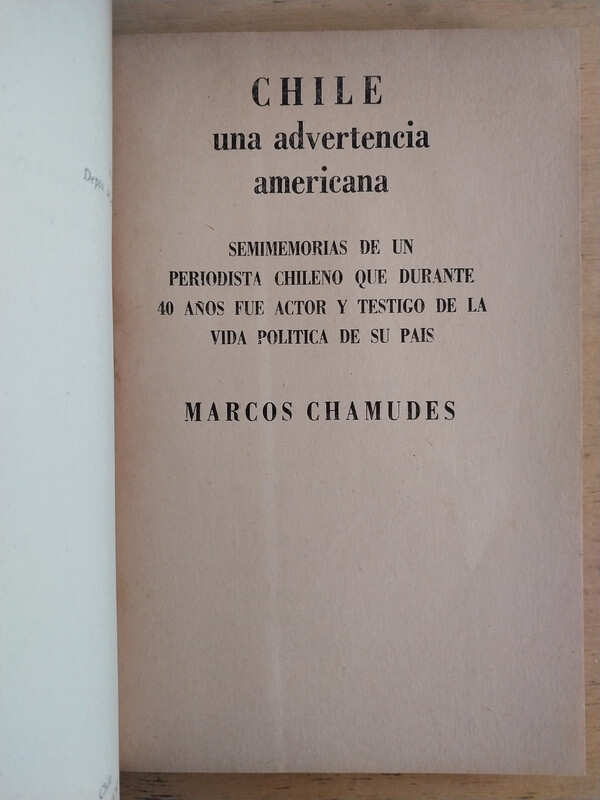 CHILE
una advertencia
americana
SEMIMEMORIAS DE UN
PERIODISTA CHILENO QUE DURANTE
40 AÑOS FUE ACTOR Y TESTIGO DE LA
VIDA POLITICA DE SU PAIS
MARCOS CHAMUDES